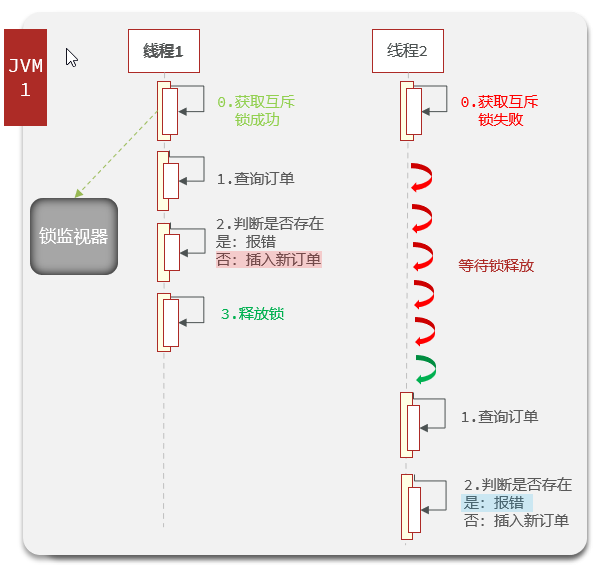 JVM
1
线程1
线程2
0.获取互斥
锁成功
0.获取互斥
锁失败
1.查询订单
锁监视器
2.判断是否存在
是：报错
否：插入新订单
等待锁释放
3.释放锁
1.查询订单
2.判断是否存在
是：报错
否：插入新订单